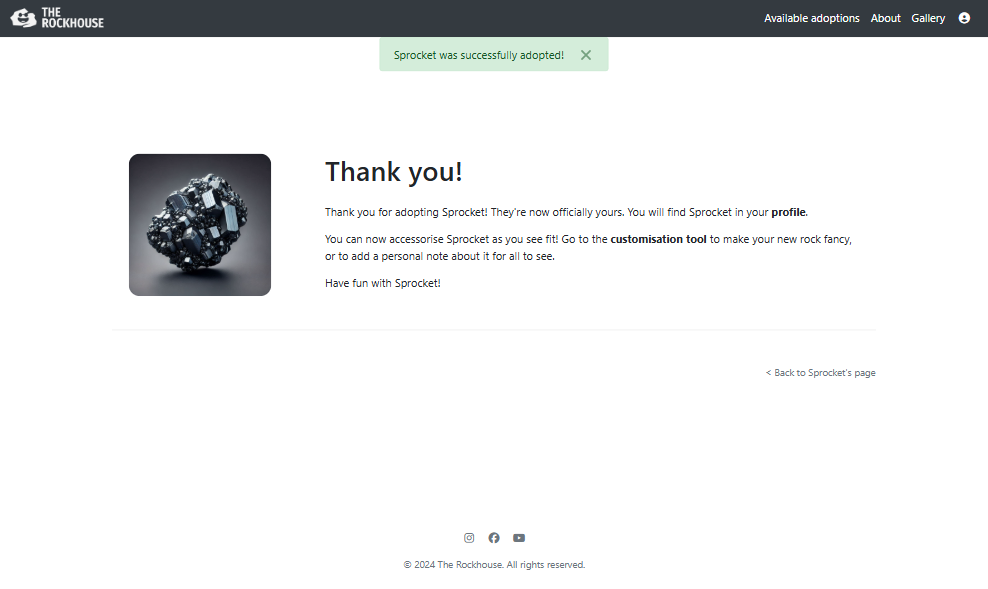 THE
ROCKHOUSE
Available adoptions About Gallery
Sprocket was successfully adopted!
Thank you!
Thank you for adopting Sprocket! They're now officially yours. You will find Sprocket in your profile.
You can now accessorise Sprocket as you see fit! Go to the customisation tool to make your new rock fancy,
or to add a personal note about it for all to see.
Have fun with Sprocket!
< Back to Sprocket's page
© 2024 The Rockhouse. All rights reserved.